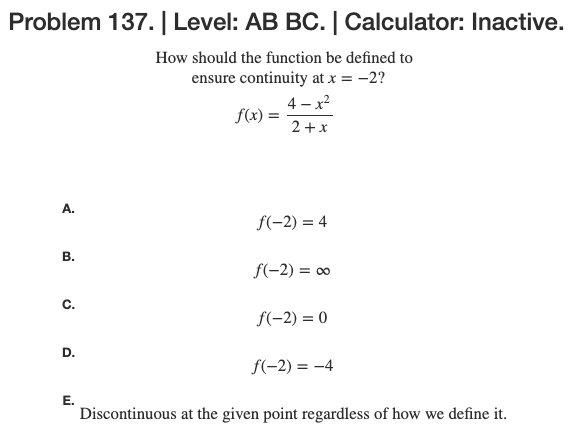 Problem 137. | Level: AB BC. | Calculator: Inactive.
How should the function be defined to
ensure continuity at x = −2?
f(x) = \frac{4 − x²}{2 + x}
A.
f(−2) = 4
B.
f(−2) = ∞
C.
f(−2) = 0
D.
f(−2) = −4
E.
Discontinuous at the given point regardless of how we define it.